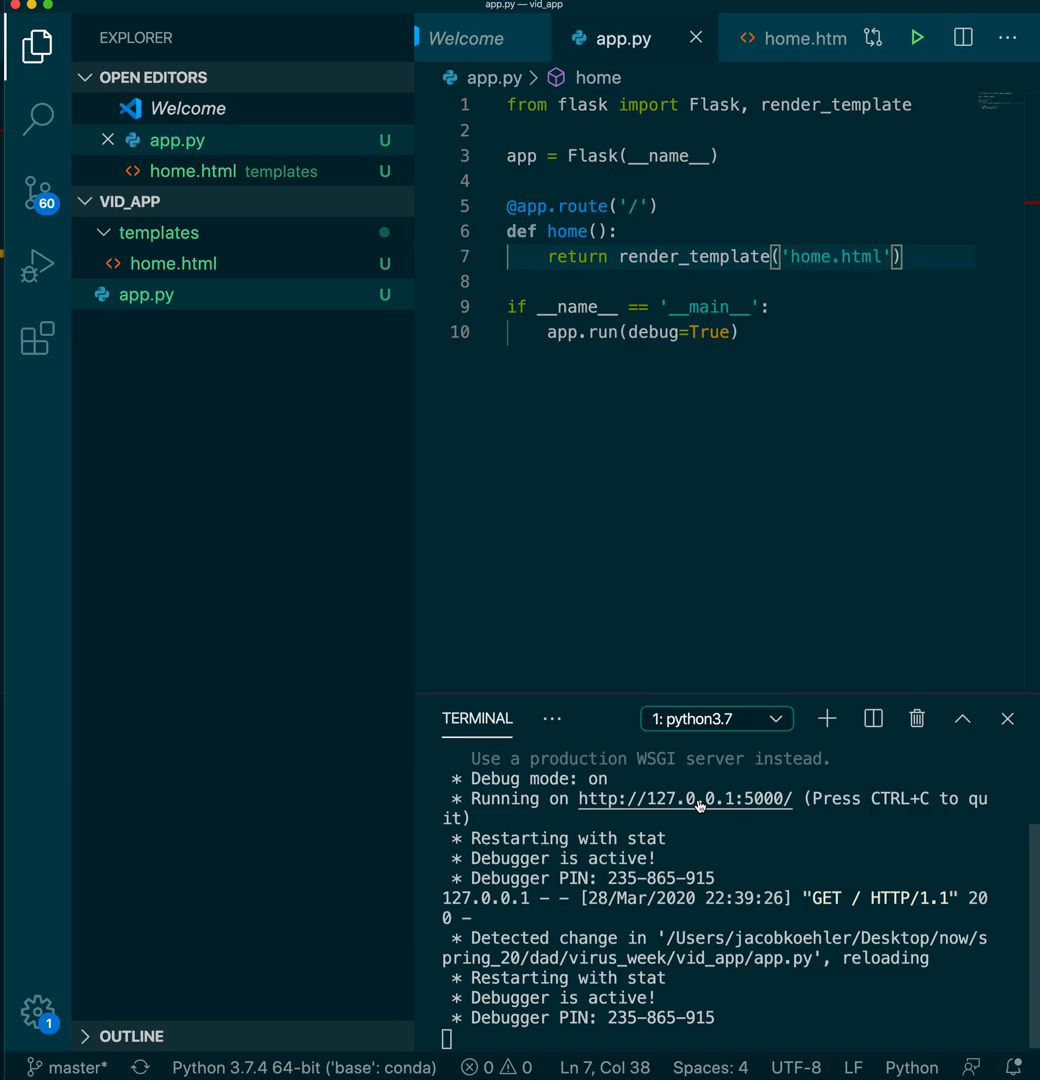 app.py — vid_app
EXPLORER
OPEN EDITORS
Welcome
app.py U
home.html templates U
60
VID_APP
templates
home.html U
app.py U
1
OUTLINE
Welcome
app.py
home.htm
app.py > home
1 from flask import Flask, render_template
2
3 app = Flask(__name__)
4
5 @app.route('/')
6 def home():
7 return render_template('home.html')
8
9 if __name__ == '__main__':
10 app.run(debug=True)
TERMINAL ··· 1: python3.7
Use a production WSGI server instead.
* Debug mode: on
* Running on http://127.0.0.1:5000/ (Press CTRL+C to qu
it)
* Restarting with stat
* Debugger is active!
* Debugger PIN: 235-865-915
127.0.0.1 - - [28/Mar/2020 22:39:26] "GET / HTTP/1.1" 20
0 -
* Detected change in '/Users/jacobkoehler/Desktop/now/s
pring_20/dad/virus_week/vid_app/app.py', reloading
* Restarting with stat
* Debugger is active!
* Debugger PIN: 235-865-915
master* Python 3.7.4 64-bit ('base': conda) 0 0 Ln 7, Col 38 Spaces: 4 UTF-8 LF Python